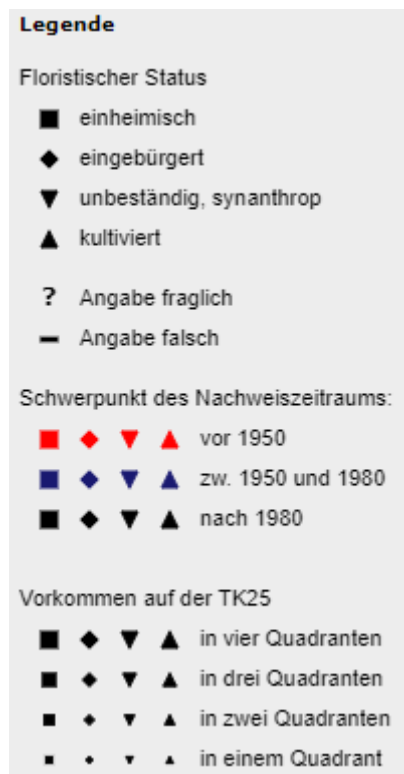 Legende
Floristischer Status
einheimisch
eingebürgert
unbeständig, synanthrop
kultiviert
? Angabe fraglich
Angabe falsch
Schwerpunkt des Nachweiszeitraums:
vor 1950
zw. 1950 und 1980
nach 1980
Vorkommen auf der TK25
in vier Quadranten
in drei Quadranten
in zwei Quadranten
in einem Quadrant